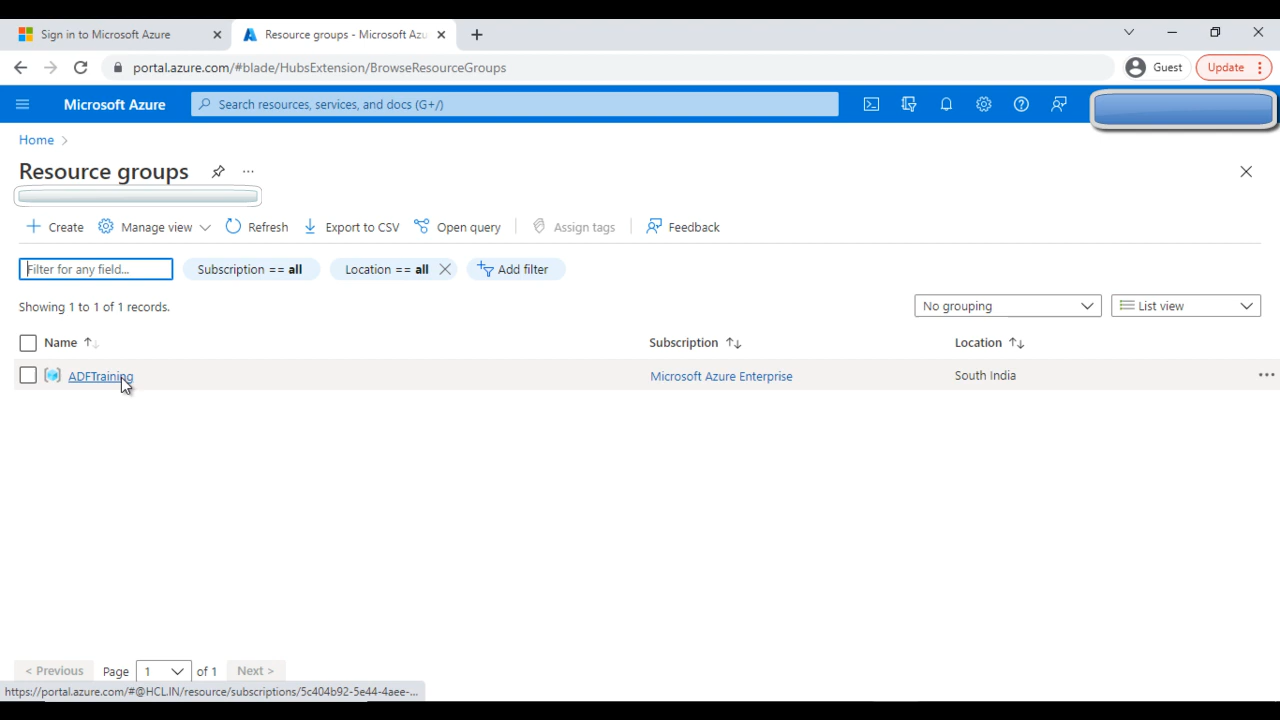 Sign in to Microsoft Azure
Resource groups - Microsoft Azu
portal.azure.com/#blade/HubsExtension/BrowseResourceGroups
Guest
Update
Microsoft Azure
Search resources, services, and docs (G+/)
Home
Resource groups
Create
Manage view
Refresh
Export to CSV
Open query
Assign tags
Feedback
Filter for any field...
Subscription == all
Location == all
Add filter
Showing 1 to 1 of 1 records.
No grouping
List view
Name
Subscription
Location
ADFTraining
Microsoft Azure Enterprise
South India
< Previous
Page
1
of 1
Next >
https://portal.azure.com/#@HCL.IN/resource/subscriptions/5c404b92-5e44-4aee-...